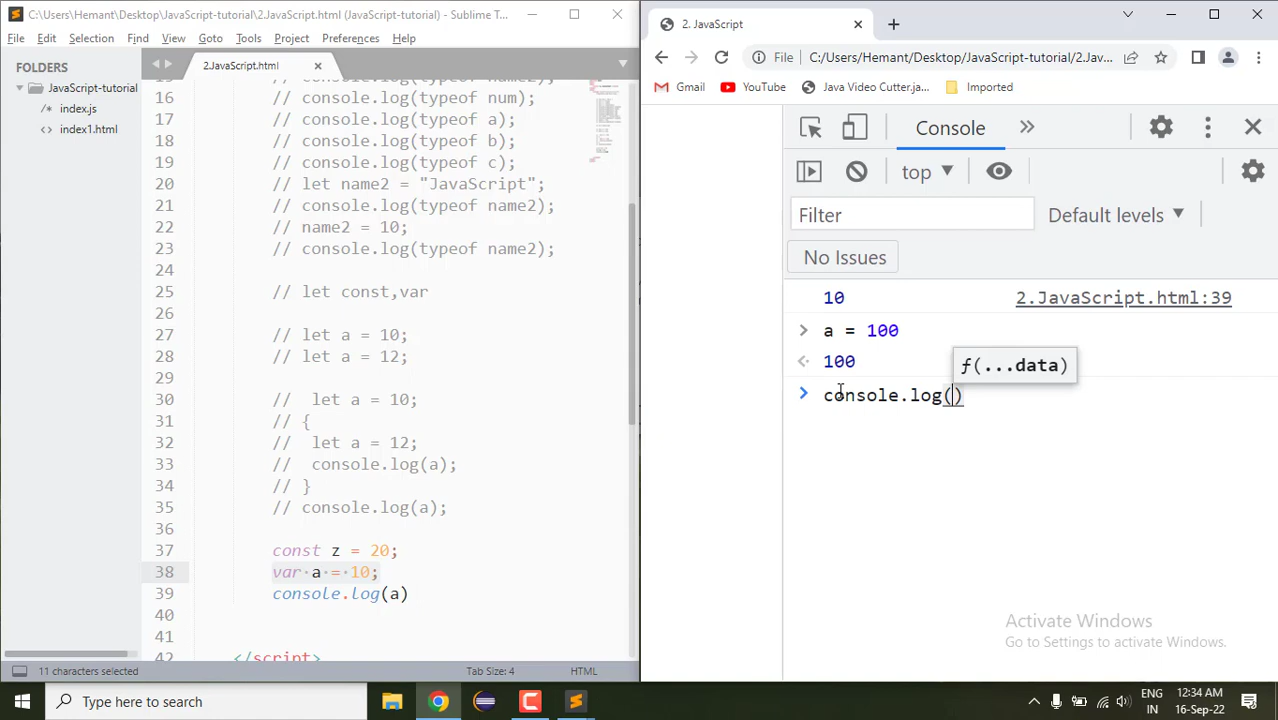 C:\Users\Hemant\Desktop\JavaScript-tutorial\2.JavaScript.html (JavaScript-tutorial) - Sublime T...
File Edit Selection Find View Goto Tools Project Preferences Help
FOLDERS
JavaScript-tutorial
index.js
index1.html
2.JavaScript.html
16 // console.log(typeof num);
17 // console.log(typeof a);
18 // console.log(typeof b);
19 // console.log(typeof c);
20 // let name2 = "JavaScript";
21 // console.log(typeof name2);
22 // name2 = 10;
23 // console.log(typeof name2);
24
25 // let const,var
26
27 // let a = 10;
28 // let a = 12;
29
30 //  let a = 10;
31 // {
32 //  let a = 12;
33 //  console.log(a);
34 // }
35 // console.log(a);
36
37 const z = 20;
38 var a = 10;
39 console.log(a)
40
41
42 </script>
11 characters selected Tab Size: 4 HTML
2. JavaScript
File C:/Users/Hemant/Desktop/JavaScript-tutorial/2.Jav...
Gmail YouTube Java Video Cutter.ja... Imported
Console
top
Filter Default levels
No Issues
10 2.JavaScript.html:39
a = 100
100
f(...data)
console.log()
Activate Windows
Go to Settings to activate Windows.
Type here to search
ENG
IN
12:34 AM
16-Sep-22